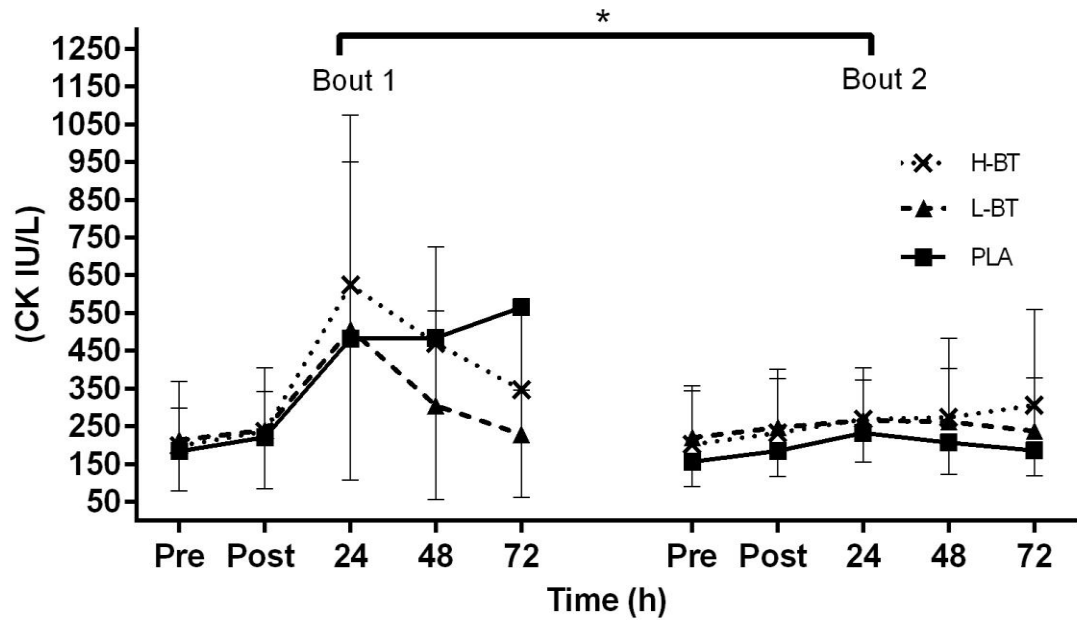 *
Bout 1
Bout 2
(CK IU/L)
1250
1150
1050
950
850
750
650
550
450
350
250
150
50
H-BT
L-BT
PLA
Pre Post 24 48 72 Pre Post 24 48 72
Time (h)